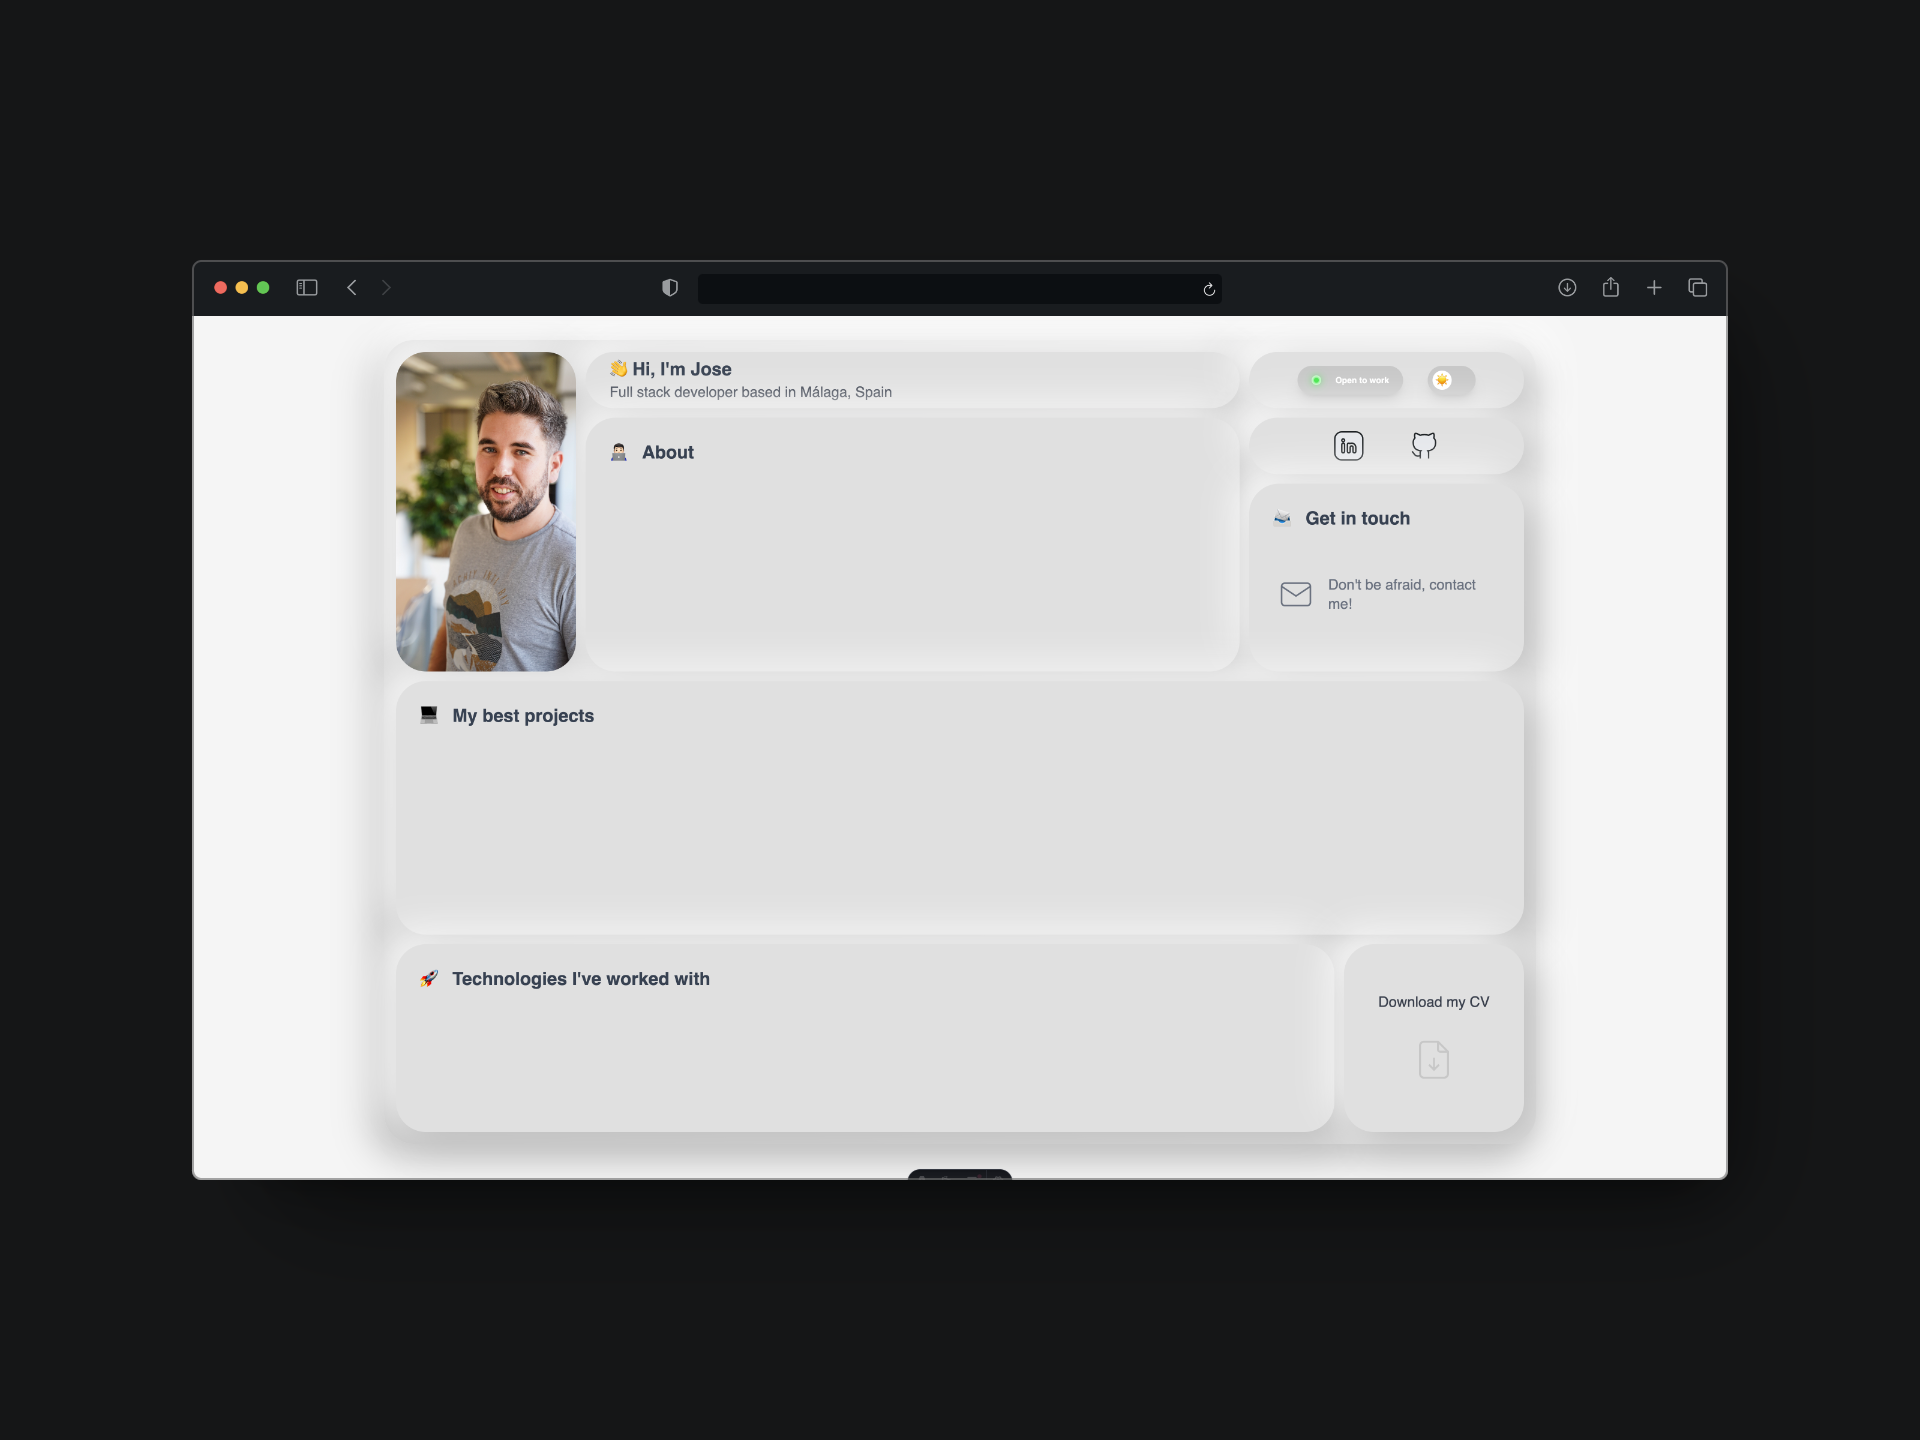 👋 Hi, I'm Jose
Full stack developer based in Málaga, Spain
Open to work
About
in
Get in touch
Don't be afraid, contact
me!
My best projects
Technologies I've worked with
Download my CV